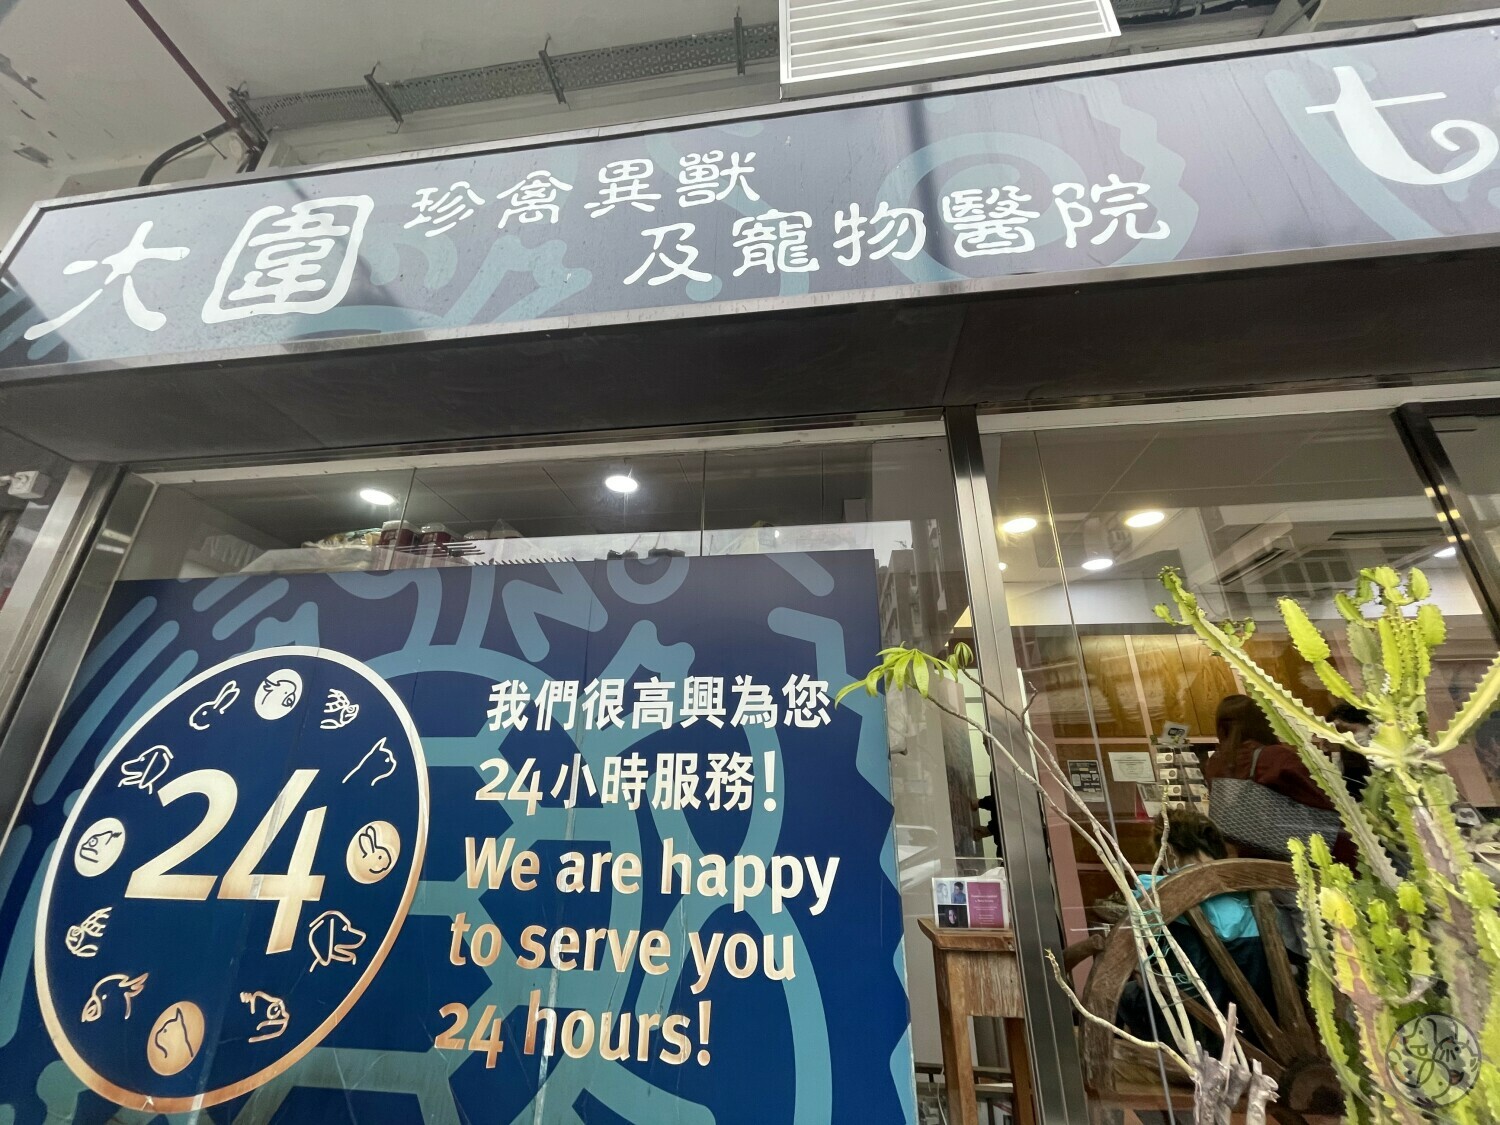 大圍 珍禽異獸
及寵物醫院
t
我們很高興為您
24小時服務!
24
We are happy
to serve you
24 hours!